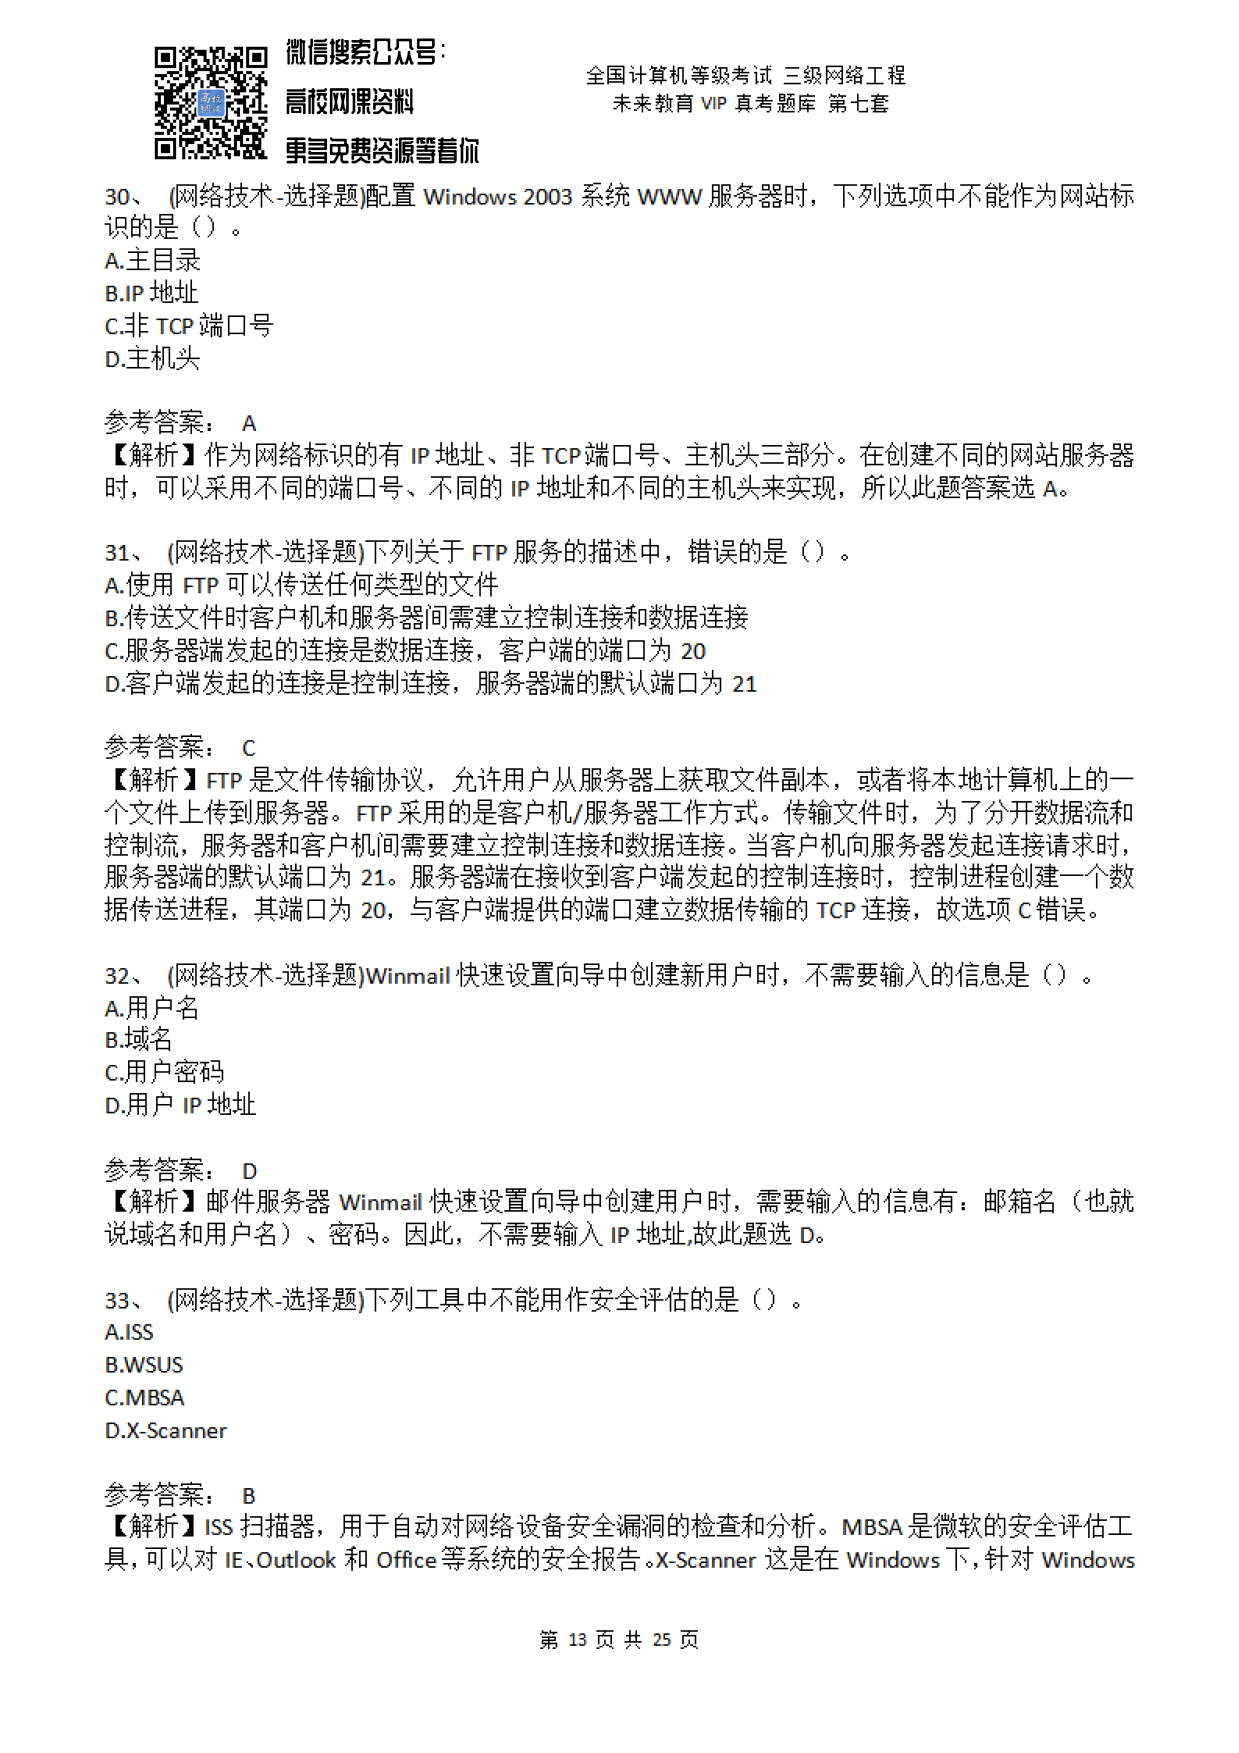 微信搜索公众号：
高校网课资料
更多免费资源等着你
全国计算机等级考试 三级网络工程
未来教育 VIP 真考题库 第七套
30、 (网络技术-选择题)配置 Windows 2003 系统 WWW 服务器时，下列选项中不能作为网站标
识的是（）。
A.主目录
B.IP 地址
C.非 TCP 端口号
D.主机头
参考答案： A
【解析】作为网络标识的有 IP 地址、非 TCP 端口号、主机头三部分。在创建不同的网站服务器
时，可以采用不同的端口号、不同的 IP 地址和不同的主机头来实现，所以此题答案选 A。
31、 (网络技术-选择题)下列关于 FTP 服务的描述中，错误的是（）。
A.使用 FTP 可以传送任何类型的文件
B.传送文件时客户机和服务器间需建立控制连接和数据连接
C.服务器端发起的连接是数据连接，客户端的端口为 20
D.客户端发起的连接是控制连接，服务器端的默认端口为 21
参考答案： C
【解析】FTP 是文件传输协议，允许用户从服务器上获取文件副本，或者将本地计算机上的一
个文件上传到服务器。FTP 采用的是客户机/服务器工作方式。传输文件时，为了分开数据流和
控制流，服务器和客户机间需要建立控制连接和数据连接。当客户机向服务器发起连接请求时，
服务器端的默认端口为 21。服务器端在接收到客户端发起的控制连接时，控制进程创建一个数
据传送进程，其端口为 20，与客户端提供的端口建立数据传输的 TCP 连接，故选项 C 错误。
32、 (网络技术-选择题)Winmail 快速设置向导中创建新用户时，不需要输入的信息是（）。
A.用户名
B.域名
C.用户密码
D.用户 IP 地址
参考答案： D
【解析】邮件服务器 Winmail 快速设置向导中创建用户时，需要输入的信息有：邮箱名（也就
说域名和用户名）、密码。因此，不需要输入 IP 地址,故此题选 D。
33、 (网络技术-选择题)下列工具中不能用作安全评估的是（）。
A.ISS
B.WSUS
C.MBSA
D.X-Scanner
参考答案： B
【解析】ISS 扫描器，用于自动对网络设备安全漏洞的检查和分析。MBSA 是微软的安全评估工
具，可以对 IE、Outlook 和 Office 等系统的安全报告。X-Scanner 这是在 Windows 下，针对 Windows
第 13 页 共 25 页